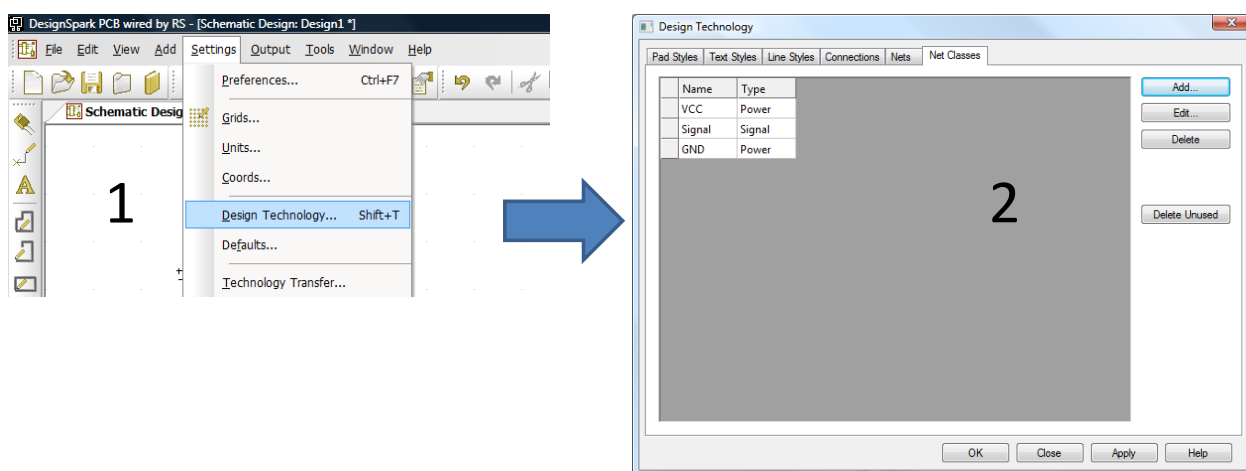 DesignSpark PCB wired by RS - [Schematic Design: Design1 *]
File Edit View Add Settings Output Tools Window Help
Preferences... Ctrl+F7
Schematic Desig
Grids...
Units...
Coords...
1
Design Technology... Shift+T
Defaults...
Technology Transfer...
Design Technology
Pad Styles Text Styles Line Styles Connections Nets Net Classes
Name Type
VCC Power
Signal Signal
GND Power
Add...
Edit...
Delete
2
Delete Unused
OK Close Apply Help